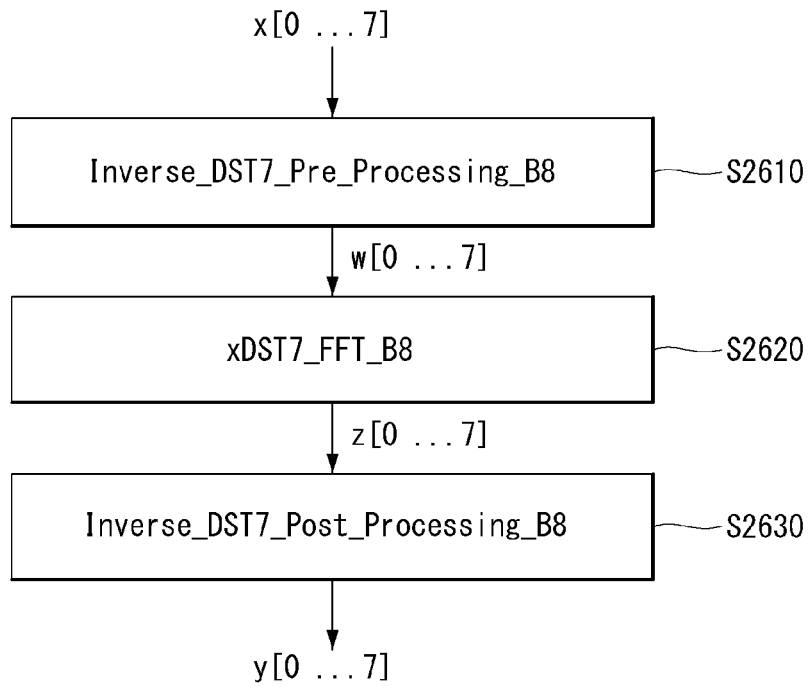 x[0 ... 7]
Inverse_DST7_Pre_Processing_B8
S2610
w[0 ... 7]
xDST7_FFT_B8
S2620
z[0 ... 7]
Inverse_DST7_Post_Processing_B8
S2630
y[0 ... 7]